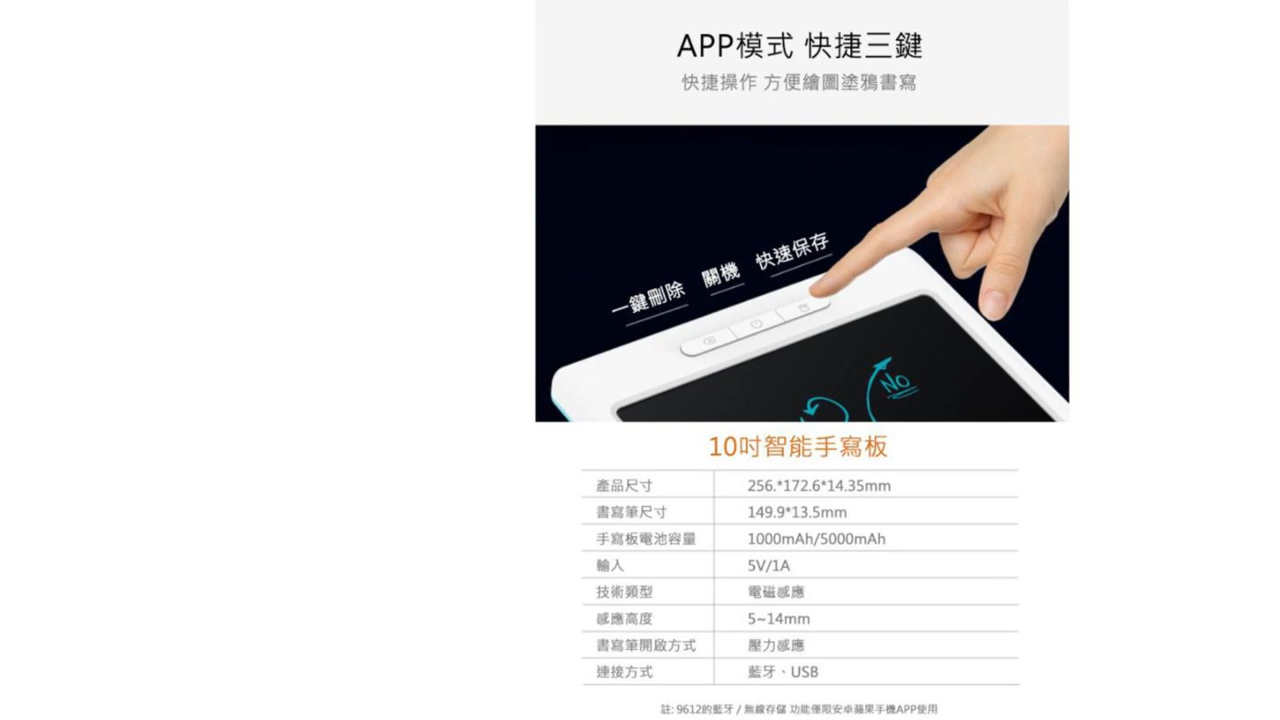 APP模式 快捷三鍵
快捷操作 方便繪圖塗鴉書寫
一鍵刪除 關機 快速保存
No
10吋智能手寫板
產品尺寸 256.*172.6*14.35mm
書寫筆尺寸 149.9*13.5mm
手寫板電池容量 1000mAh/5000mAh
輸入 5V/1A
技術類型 電磁感應
感應高度 5~14mm
書寫筆開啟方式 壓力感應
連接方式 藍牙、USB
註: 9612的藍牙 / 無線存儲 功能僅限安卓蘋果手機APP使用